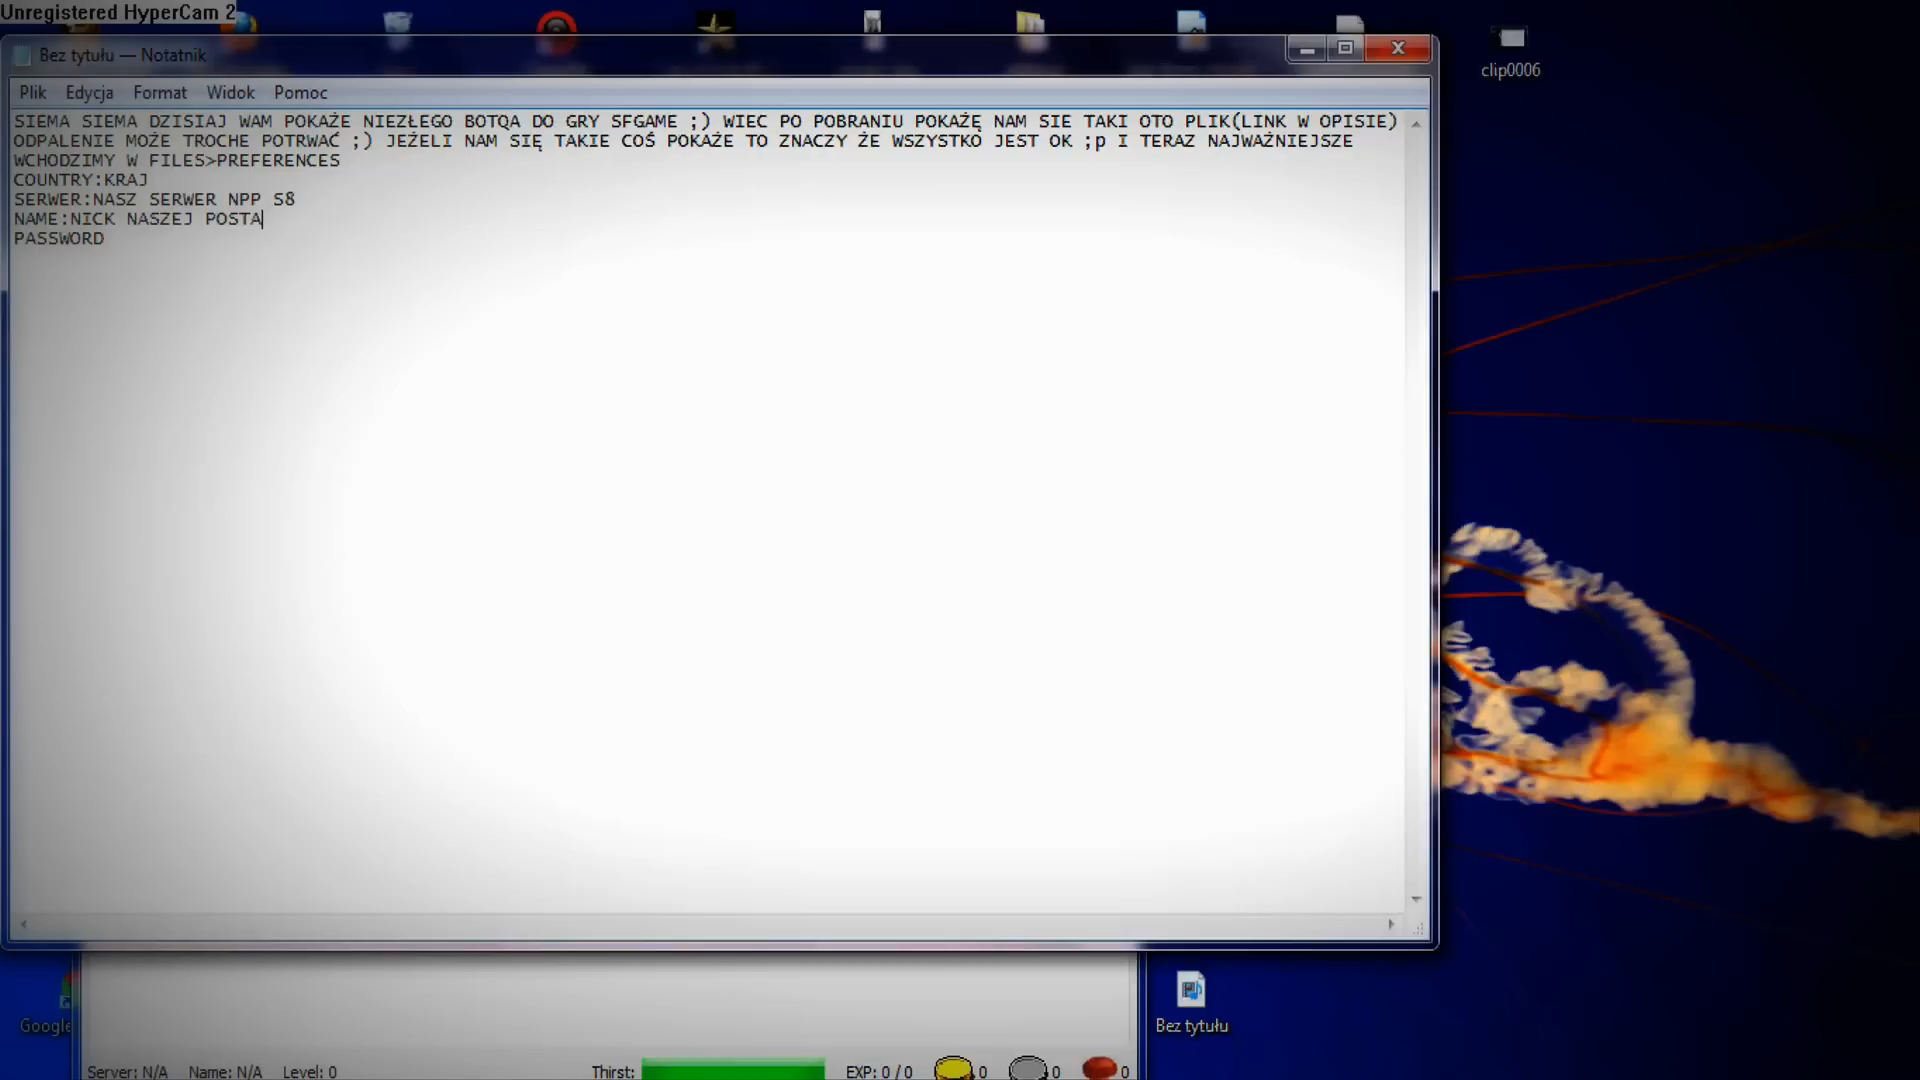 Unregistered HyperCam 2
clip0006
Bez tytułu — Notatnik
Plik Edycja Format Widok Pomoc
SIEMA SIEMA DZISIAJ WAM POKAŻE NIEZŁEGO BOTQA DO GRY SFGAME ;) WIEC PO POBRANIU POKAŻĘ NAM SIE TAKI OTO PLIK(LINK W OPISIE)
ODPALENIE MOŻE TROCHE POTRWAĆ ;) JEŻELI NAM SIĘ TAKIE COŚ POKAŻE TO ZNACZY ŻE WSZYSTKO JEST OK ;p I TERAZ NAJWAŻNIEJSZE
WCHODZIMY W FILES>PREFERENCES
COUNTRY:KRAJ
SERWER:NASZ SERWER NPP S8
NAME:NICK NASZEJ POSTA
PASSWORD
Google
Bez tytułu
Server: N/A Name: N/A Level: 0 Thirst: EXP: 0 / 0 0 0 0